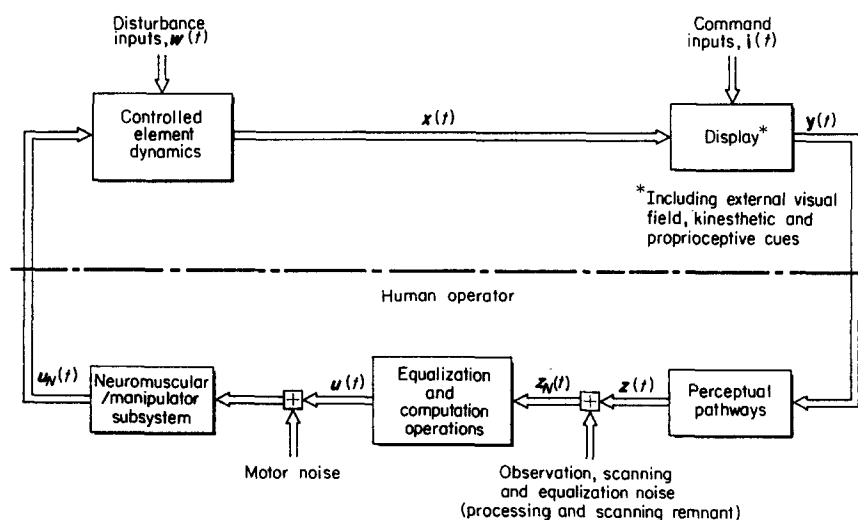 Disturbance
inputs, w(t)
Command
inputs, i(t)
Controlled
element
dynamics
x(t)
Display*
y(t)
*Including external visual
field, kinesthetic and
proprioceptive cues
Human operator
u_N(t)
Neuromuscular
/manipulator
subsystem
+
u(t)
Equalization
and
computation
operations
z_N(t)
+
z(t)
Perceptual
pathways
Motor noise
Observation, scanning
and equalization noise
(processing and scanning remnant)